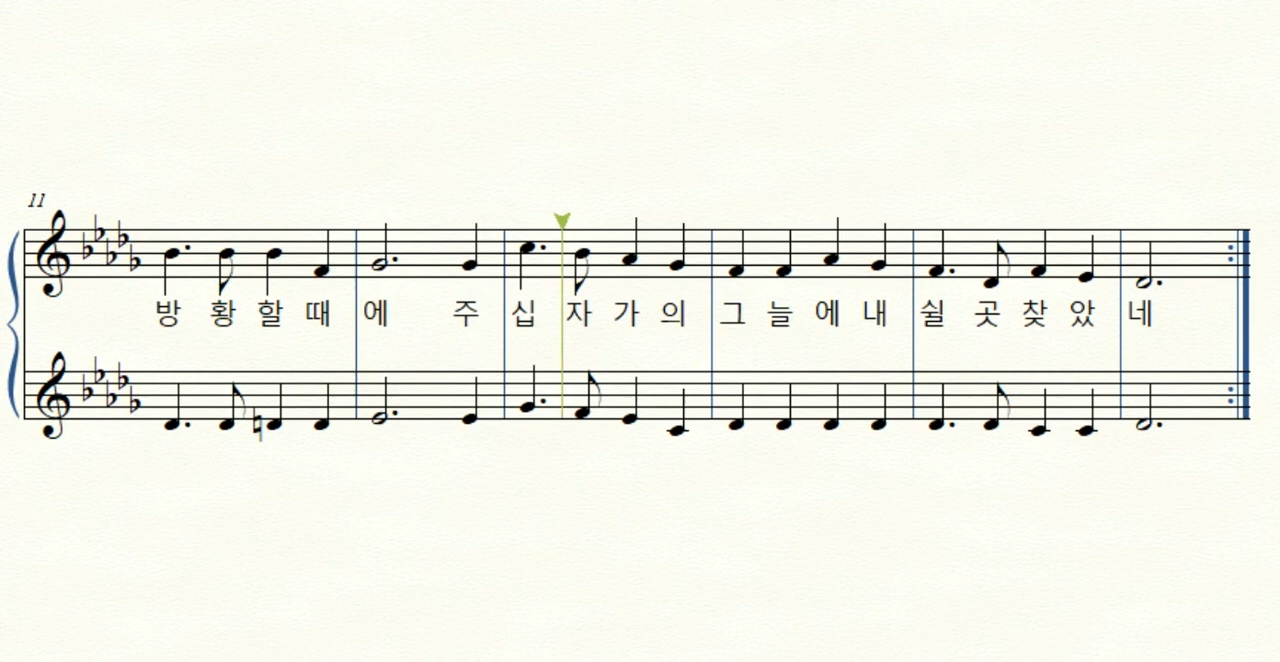 11
방 황 할 때 에 주 십 자 가 의 그 늘 에 내 쉴 곳 찾 았 네